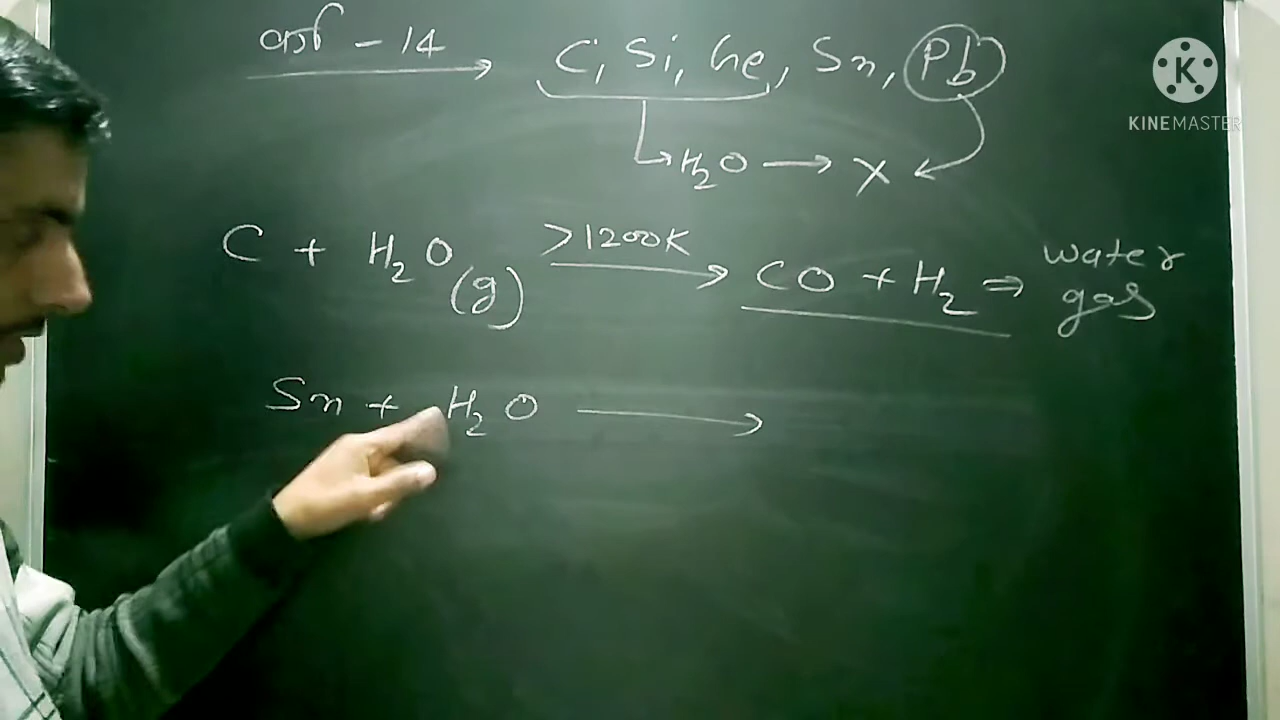 वर्ग - 14 → C, Si, Ge, Sn, Pb
H₂O → X
C + H₂O(g) >1200K → CO + H₂ ⇒ water gas
Sn + H₂O →
KINEMASTER